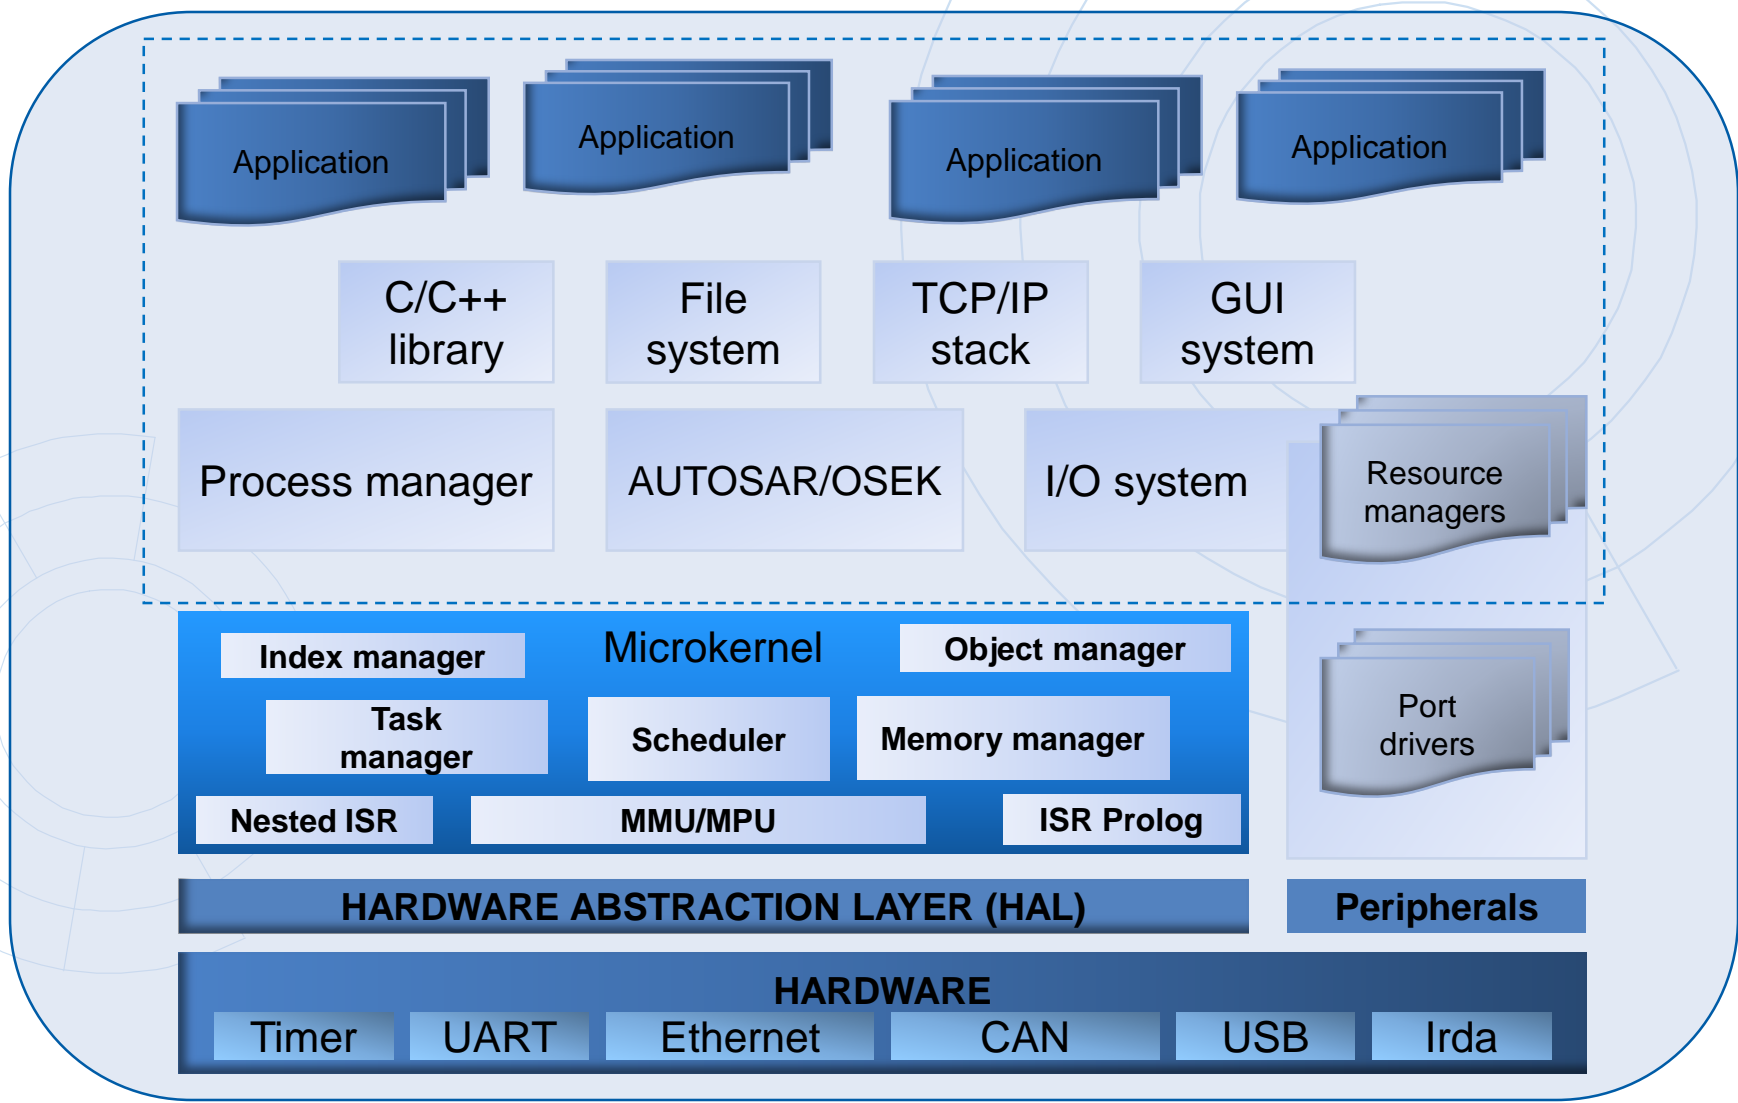 Application
Application
Application
Application
C/C++
library
File
system
TCP/IP
stack
GUI
system
Process manager
AUTOSAR/OSEK
I/O system
Resource
managers
Microkernel
Index manager
Object manager
Task
manager
Scheduler
Memory manager
Port
drivers
Nested ISR
MMU/MPU
ISR Prolog
HARDWARE ABSTRACTION LAYER (HAL)
Peripherals
HARDWARE
Timer
UART
Ethernet
CAN
USB
Irda